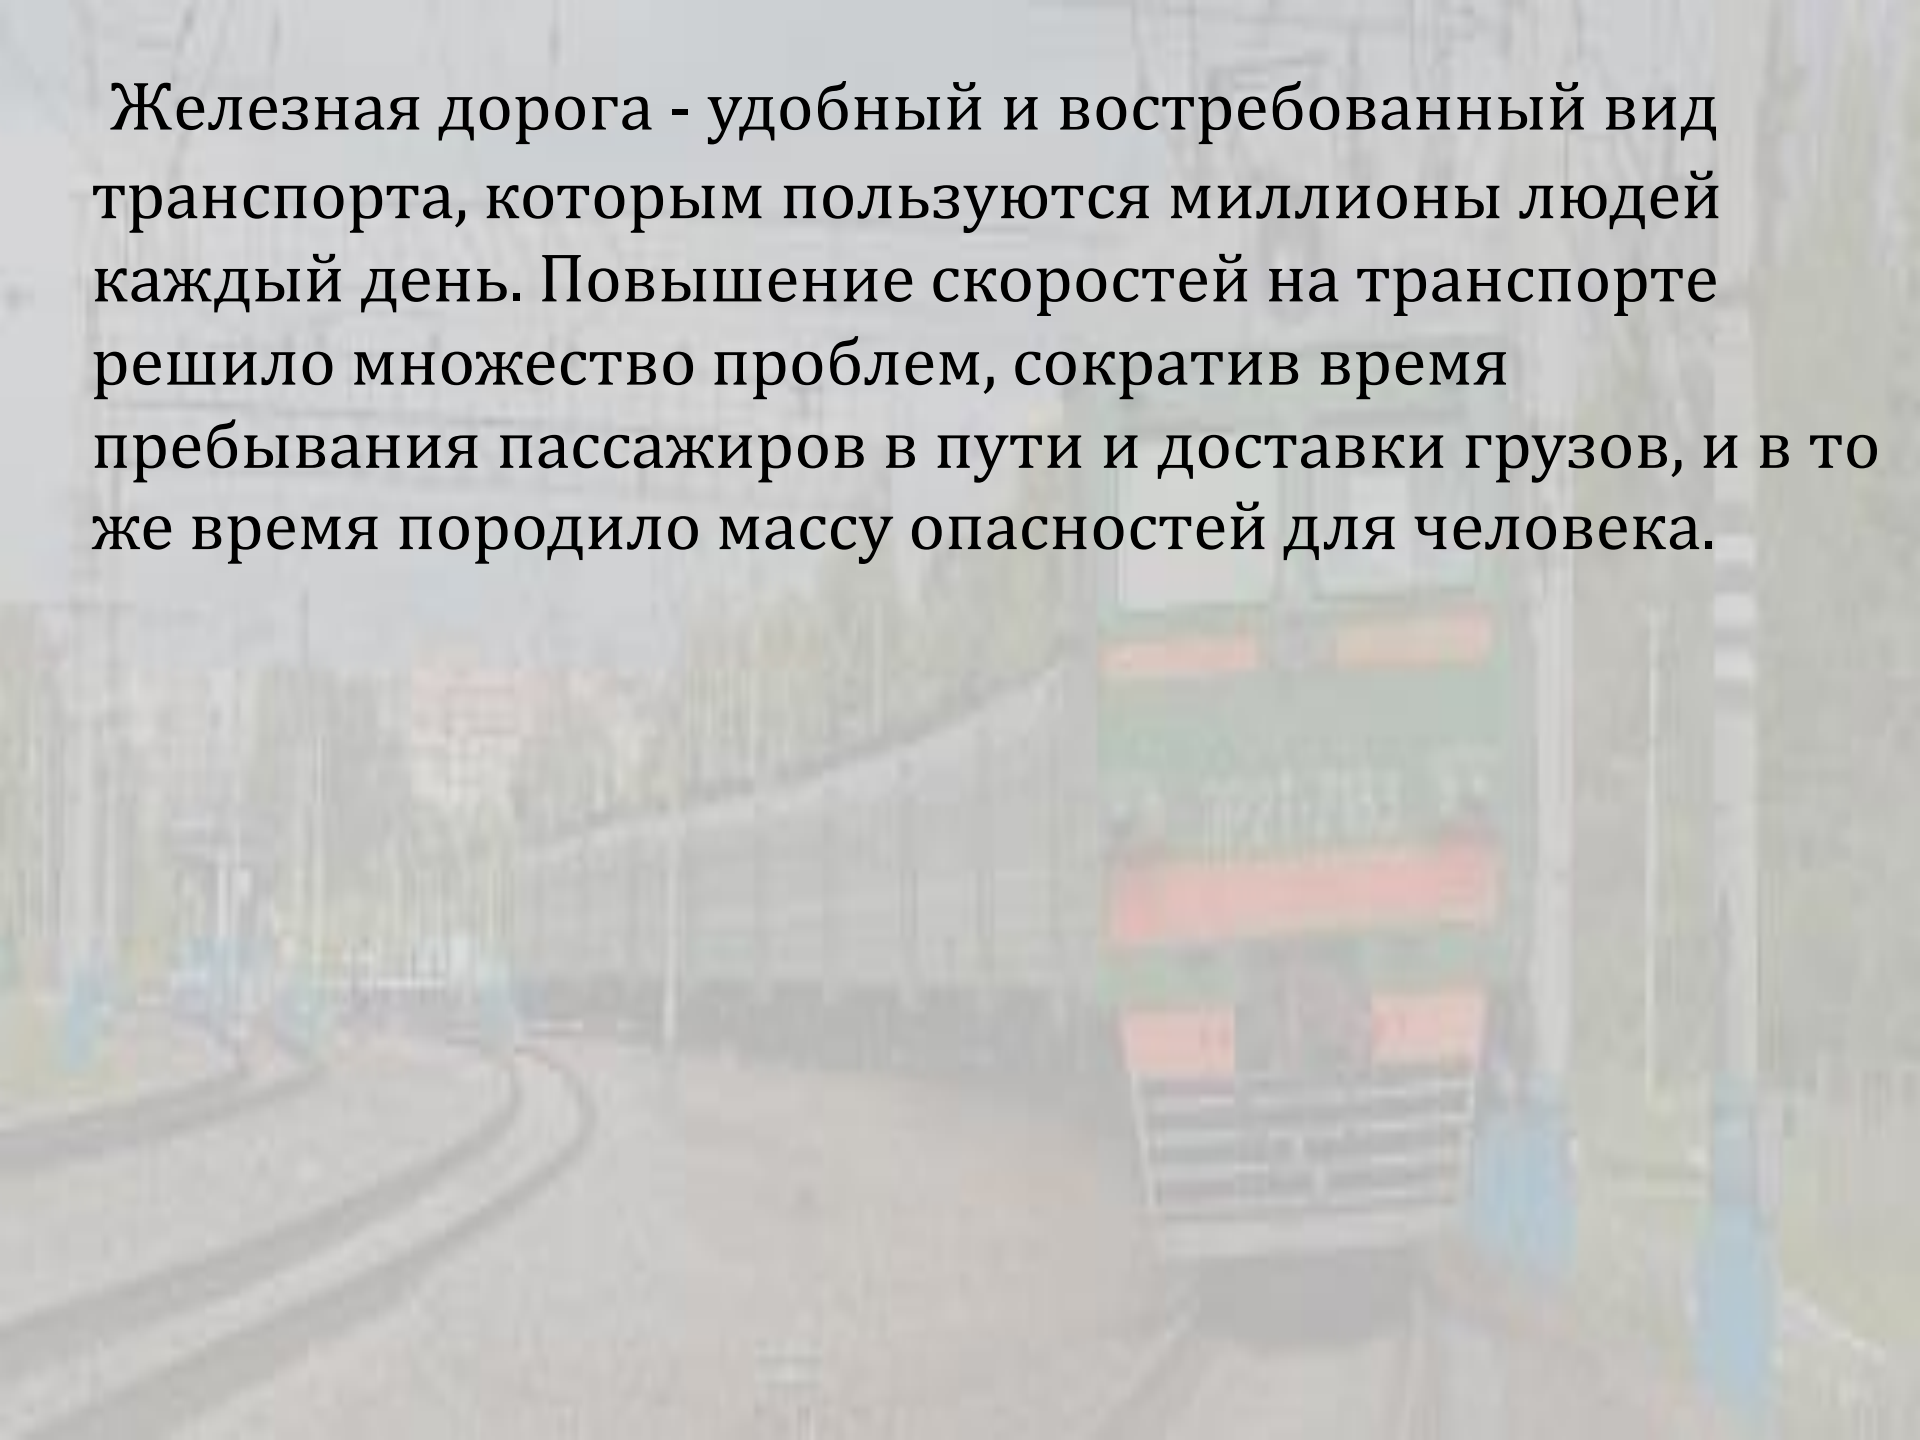 Железная дорога - удобный и востребованный вид
транспорта, которым пользуются миллионы людей
каждый день. Повышение скоростей на транспорте
решило множество проблем, сократив время
пребывания пассажиров в пути и доставки грузов, и в то
же время породило массу опасностей для человека.